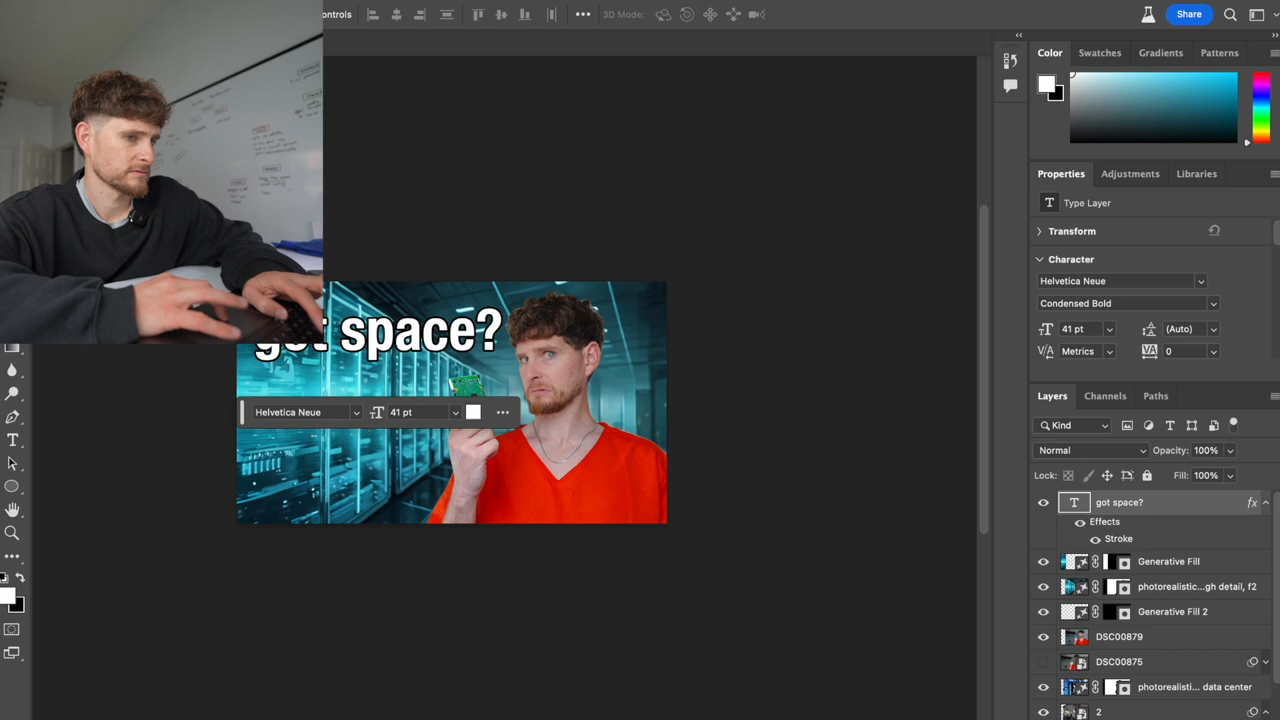 ontrols
3D Mode:
Share
Color
Swatches
Gradients
Patterns
Properties
Adjustments
Libraries
T
Type Layer
Transform
Character
Helvetica Neue
Condensed Bold
41 pt
(Auto)
Metrics
0
got space?
Helvetica Neue
41 pt
Layers
Channels
Paths
Kind
Normal
Opacity: 100%
Lock:
Fill: 100%
T
got space?
fx
Effects
Stroke
Generative Fill
photorealistic...gh detail, f2
Generative Fill 2
DSC00879
DSC00875
photorealisti... data center
2